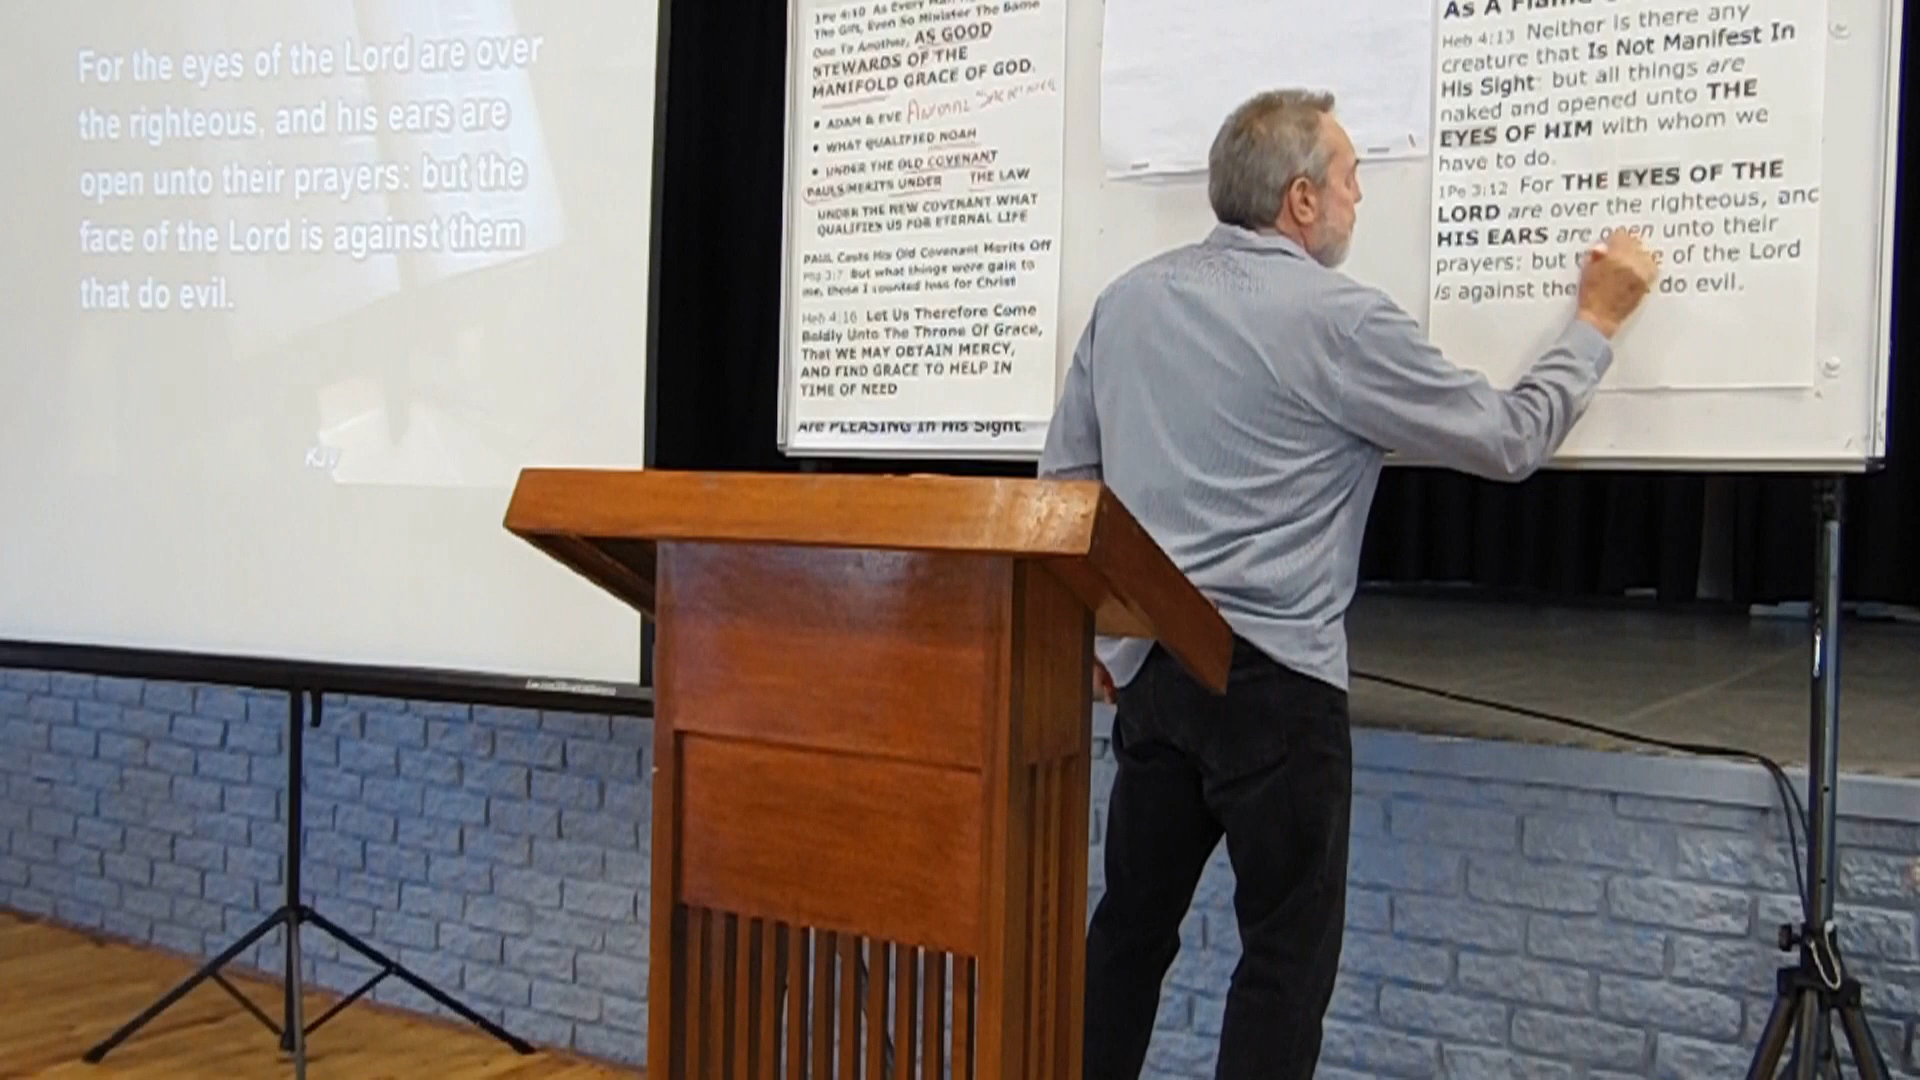 For the eyes of the Lord are over
the righteous, and his ears are
open unto their prayers: but the
face of the Lord is against them
that do evil.
KJV
1Pe 4:10 As Every Man
The Gift, Even So Minister The Same
One To Another, AS GOOD
STEWARDS OF THE
MANIFOLD GRACE OF GOD.
• ADAM & EVE ANIMAL SACRIFICE
• WHAT QUALIFIED NOAH
• UNDER THE OLD COVENANT
PAULS MERITS UNDER THE LAW
UNDER THE NEW COVENANT WHAT
QUALIFIES US FOR ETERNAL LIFE
PAUL Casts His Old Covenant Merits Off
3:7 But what things were gain to
me, those I counted loss for Christ
Heb 4:16 Let Us Therefore Come
Boldly Unto The Throne Of Grace,
That WE MAY OBTAIN MERCY,
AND FIND GRACE TO HELP IN
TIME OF NEED
Are PLEASING In His Sight.
As A
Heb 4:13 Neither is there any
creature that Is Not Manifest In
His Sight: but all things are
naked and opened unto THE
EYES OF HIM with whom we
have to do.
1Pe 3:12 For THE EYES OF THE
LORD are over the righteous, and
HIS EARS are open unto their
prayers: but of the Lord
is against do evil.